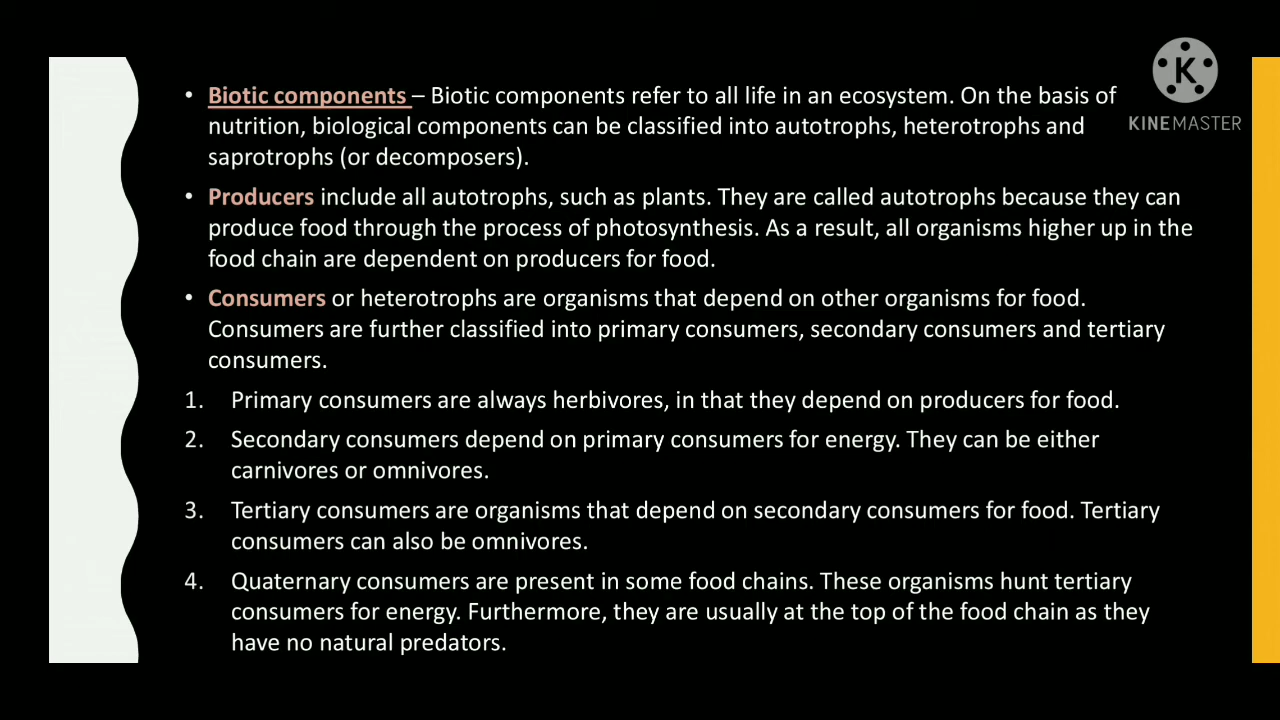 • Biotic components – Biotic components refer to all life in an ecosystem. On the basis of
nutrition, biological components can be classified into autotrophs, heterotrophs and
saprotrophs (or decomposers).
• Producers include all autotrophs, such as plants. They are called autotrophs because they can
produce food through the process of photosynthesis. As a result, all organisms higher up in the
food chain are dependent on producers for food.
• Consumers or heterotrophs are organisms that depend on other organisms for food.
Consumers are further classified into primary consumers, secondary consumers and tertiary
consumers.
1. Primary consumers are always herbivores, in that they depend on producers for food.
2. Secondary consumers depend on primary consumers for energy. They can be either
carnivores or omnivores.
3. Tertiary consumers are organisms that depend on secondary consumers for food. Tertiary
consumers can also be omnivores.
4. Quaternary consumers are present in some food chains. These organisms hunt tertiary
consumers for energy. Furthermore, they are usually at the top of the food chain as they
have no natural predators.
K
KINEMASTER